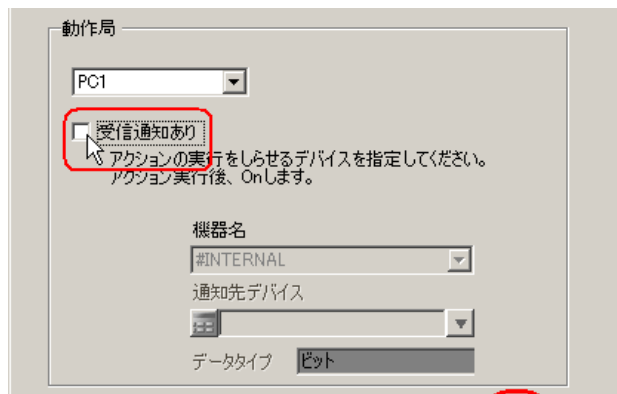 動作局
PC1
受信通知あり
アクションの実行をしらせるデバイスを指定してください。
アクション実行後、Onします。
機器名
#INTERNAL
通知先デバイス
データタイプ ビット